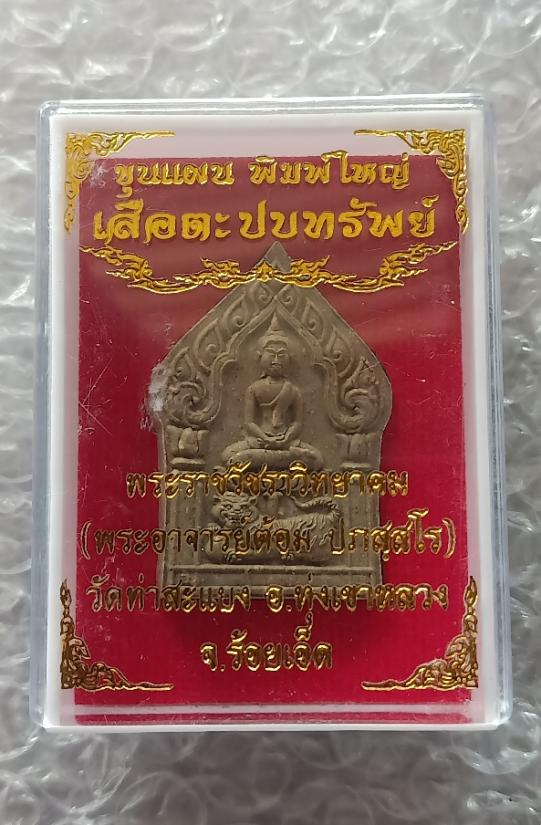 ขุนแผน พิมพ์ใหญ่
เสือตะปบทรัพย์
พระราชวัชราวิทยาคม
(พระอาจารย์ต้อม ปภสฺสโร)
วัดท่าสะแบง อ.ทุ่งเขาหลวง
จ.ร้อยเอ็ด